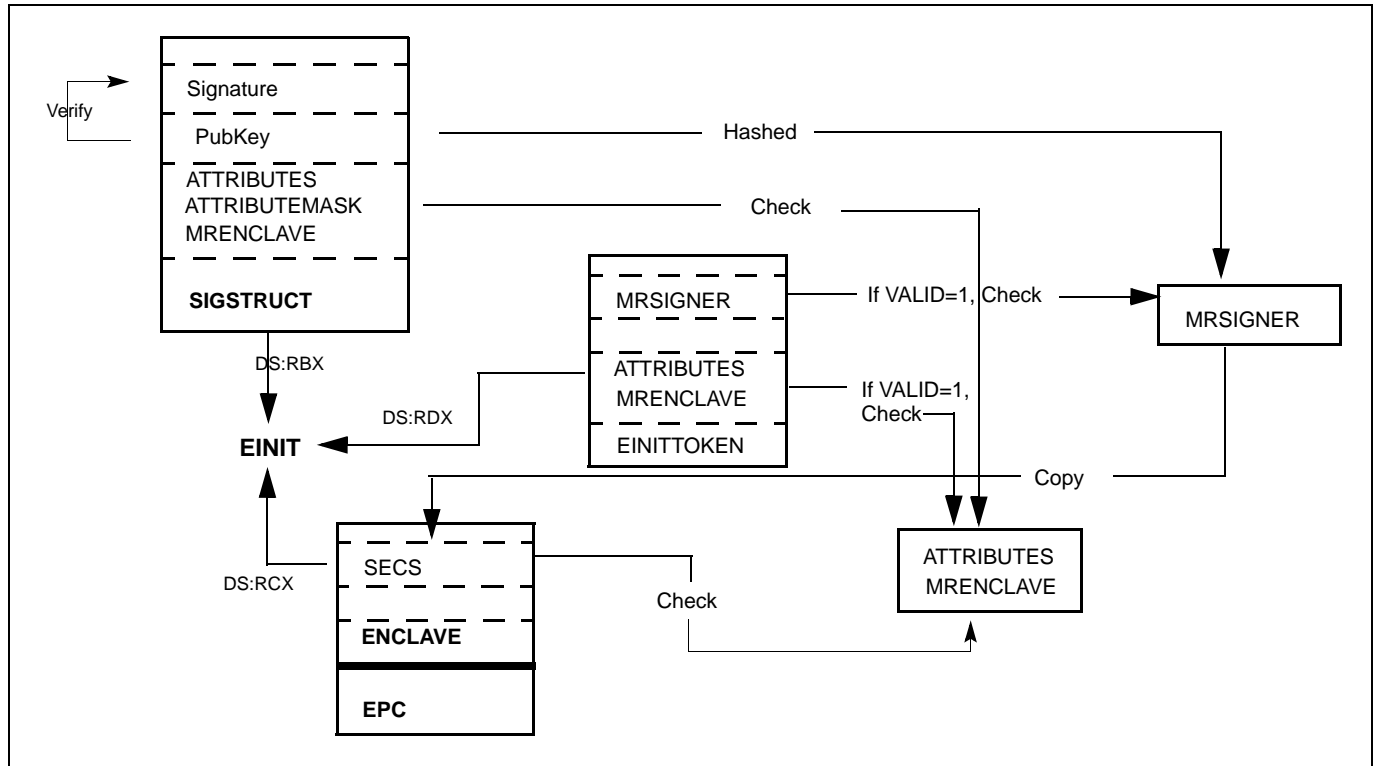 Signature
Verify
PubKey
Hashed
ATTRIBUTES
ATTRIBUTEMASK
MRENCLAVE
Check
SIGSTRUCT
MRSIGNER
If VALID=1, Check
MRSIGNER
DS:RBX
ATTRIBUTES
MRENCLAVE
If VALID=1,
Check
DS:RDX
EINIT
EINITTOKEN
Copy
SECS
DS:RCX
Check
ATTRIBUTES
MRENCLAVE
ENCLAVE
EPC